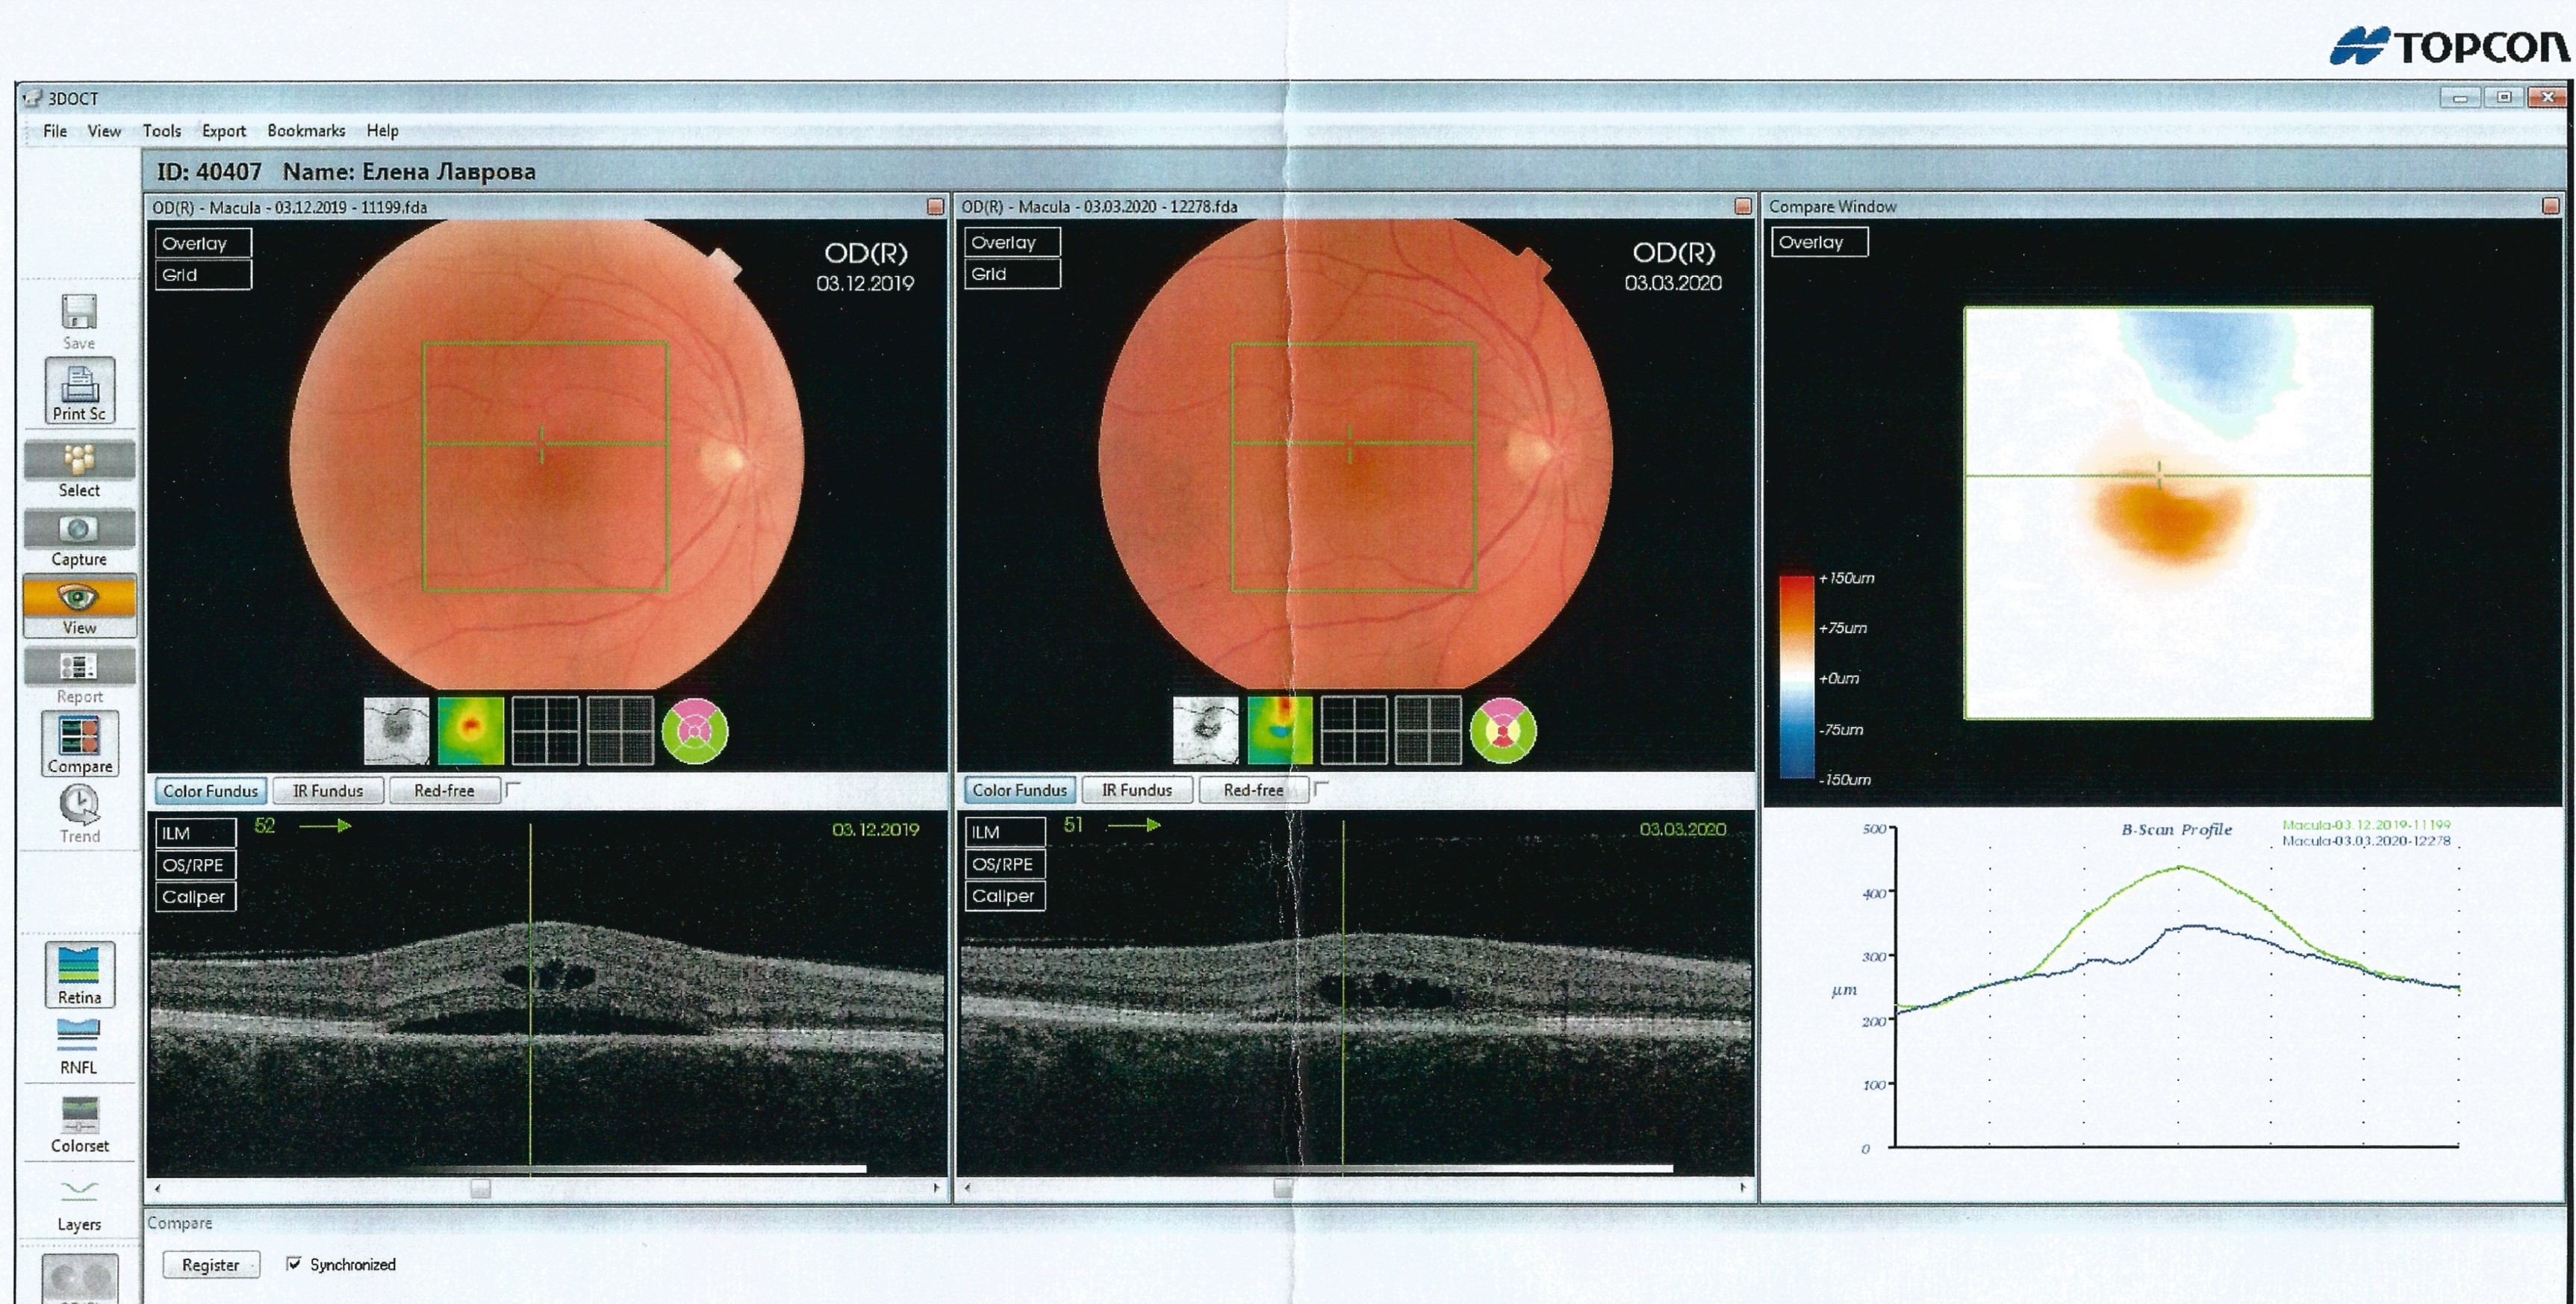 TOPCON
3DOCT
File View Tools Export Bookmarks Help
ID: 40407 Name: Елена Лаврова
OD(R) - Macula - 03.12.2019 - 11199.fda
Overlay
Grid
OD(R)
03.12.2019
OD(R) - Macula - 03.03.2020 - 12278.fda
Overlay
Grid
OD(R)
03.03.2020
Compare Window
Overlay
+150um
+75um
+0um
-75um
-150um
Save
Print Sc
Select
Capture
View
Report
Compare
Trend
Retina
RNFL
Colorset
Layers
Color Fundus IR Fundus Red-free
ILM
OS/RPE
Caliper
52
03.12.2019
Color Fundus IR Fundus Red-free
ILM
OS/RPE
Caliper
51
03.03.2020
B-Scan Profile
Macula-03.12.2019-11199
Macula-03.03.2020-12278
500
400
300
µm
200
100
0
Compare
Register
Synchronized